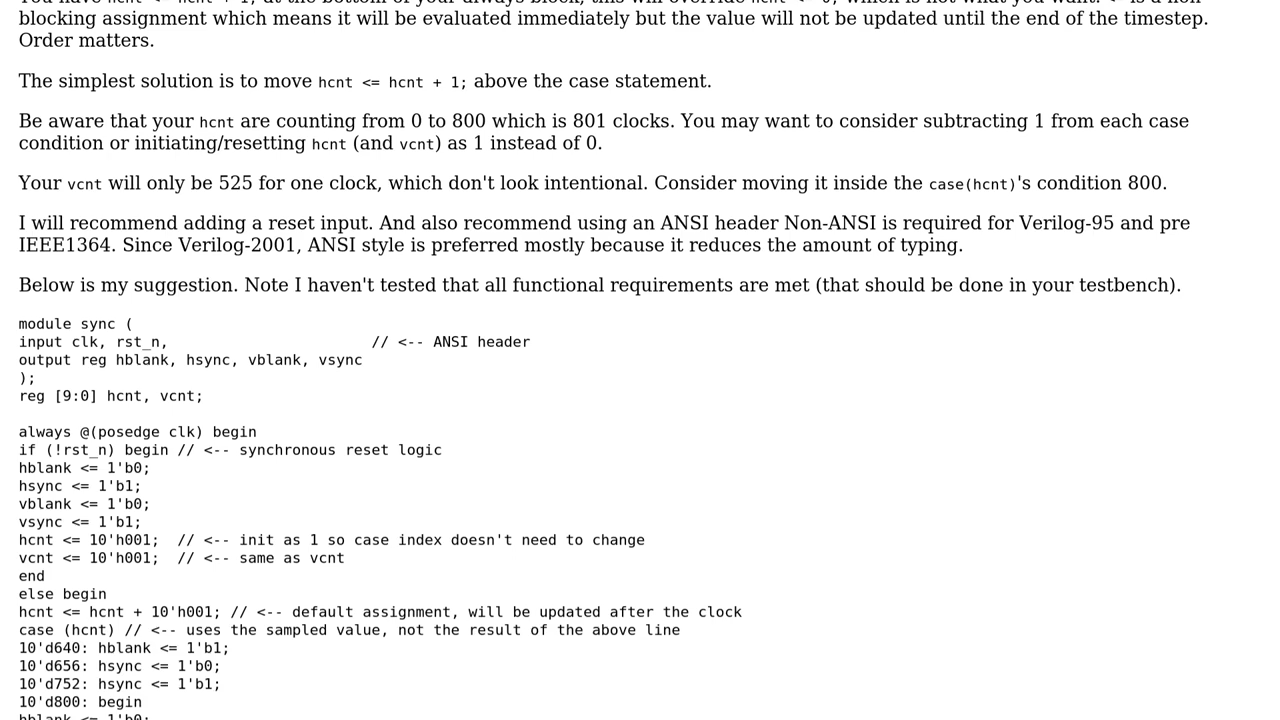 blocking assignment which means it will be evaluated immediately but the value will not be updated until the end of the timestep.
Order matters.
The simplest solution is to move hcnt <= hcnt + 1; above the case statement.
Be aware that your hcnt are counting from 0 to 800 which is 801 clocks. You may want to consider subtracting 1 from each case
condition or initiating/resetting hcnt (and vcnt) as 1 instead of 0.
Your vcnt will only be 525 for one clock, which don't look intentional. Consider moving it inside the case(hcnt)'s condition 800.
I will recommend adding a reset input. And also recommend using an ANSI header Non-ANSI is required for Verilog-95 and pre
IEEE1364. Since Verilog-2001, ANSI style is preferred mostly because it reduces the amount of typing.
Below is my suggestion. Note I haven't tested that all functional requirements are met (that should be done in your testbench).
module sync (
input clk, rst_n,                       // <-- ANSI header
output reg hblank, hsync, vblank, vsync
);
reg [9:0] hcnt, vcnt;
always @(posedge clk) begin
if (!rst_n) begin // <-- synchronous reset logic
hblank <= 1'b0;
hsync <= 1'b1;
vblank <= 1'b0;
vsync <= 1'b1;
hcnt <= 10'h001;  // <-- init as 1 so case index doesn't need to change
vcnt <= 10'h001;  // <-- same as vcnt
end
else begin
hcnt <= hcnt + 10'h001; // <-- default assignment, will be updated after the clock
case (hcnt) // <-- uses the sampled value, not the result of the above line
10'd640: hblank <= 1'b1;
10'd656: hsync <= 1'b0;
10'd752: hsync <= 1'b1;
10'd800: begin
hblank <= 1'b0;